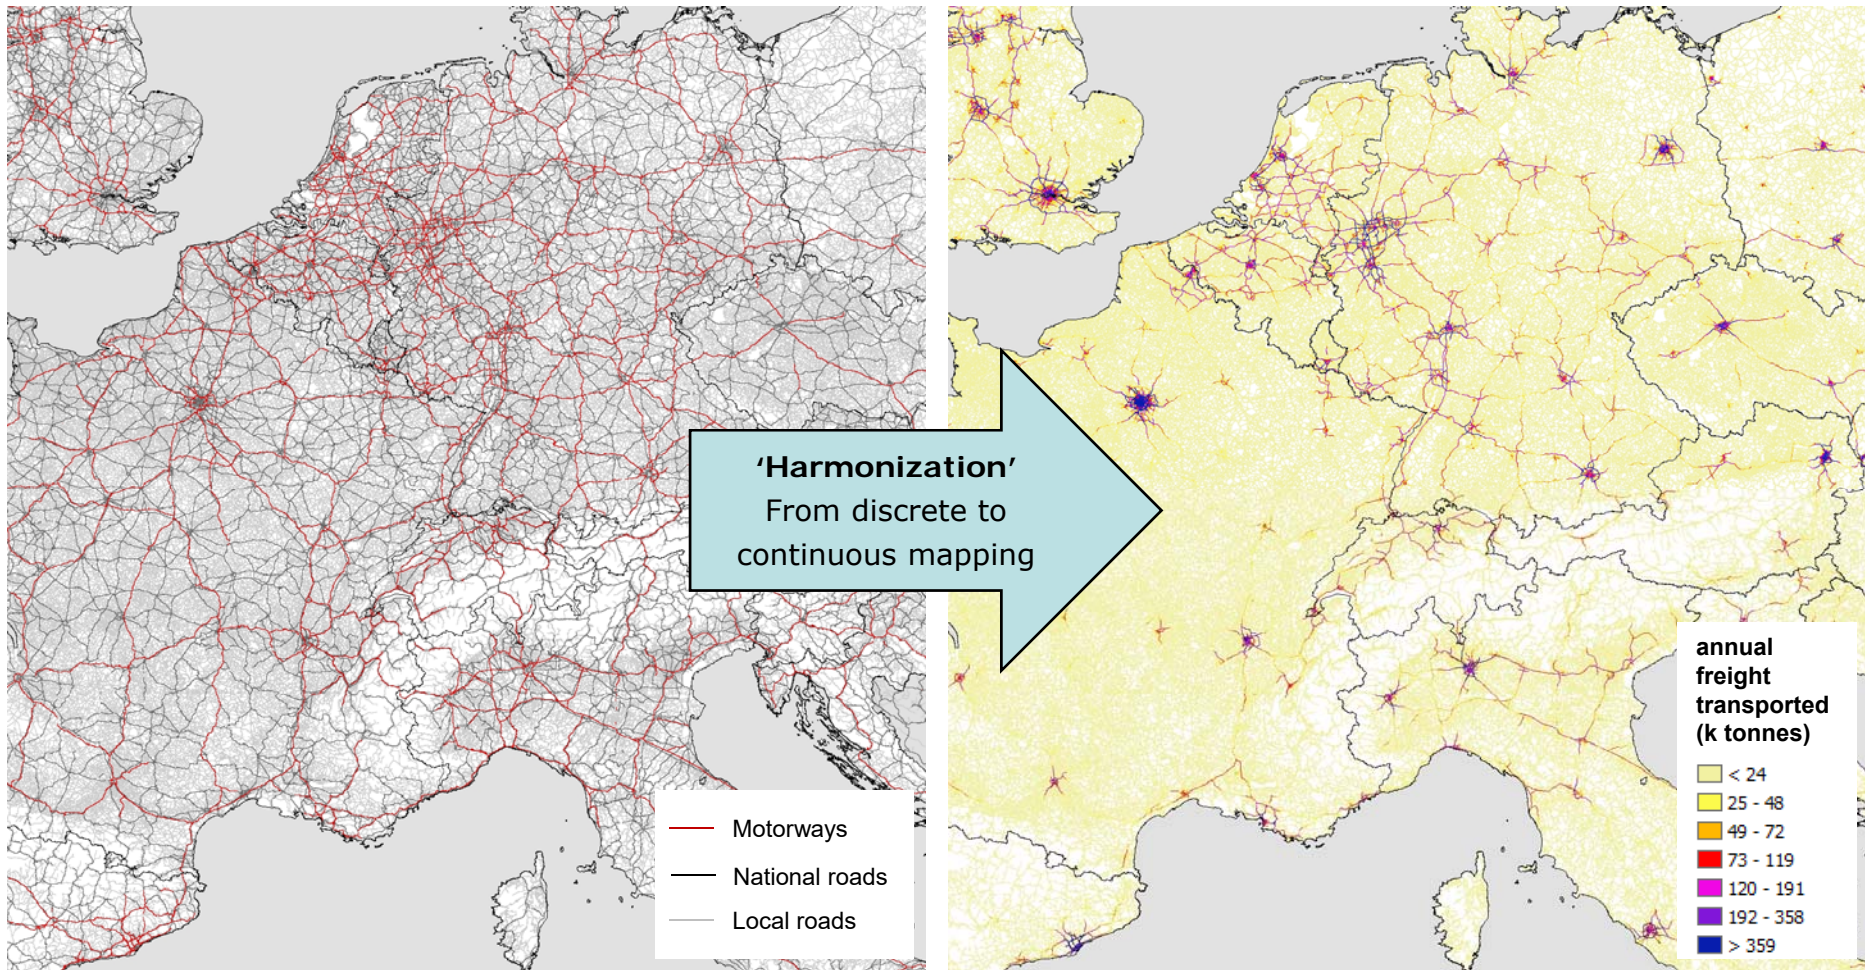 ‘Harmonization’
From discrete to
continuous mapping
Motorways
National roads
Local roads
annual
freight
transported
(k tonnes)
< 24
25 - 48
49 - 72
73 - 119
120 - 191
192 - 358
> 359